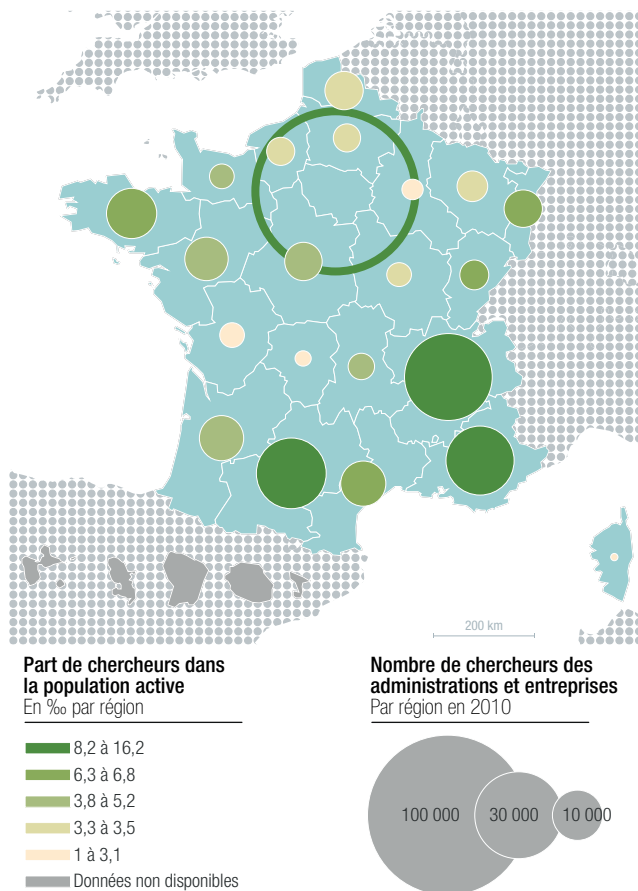 200 km
Part de chercheurs dans
la population active
En ‰ par région
8,2 à 16,2
6,3 à 6,8
3,8 à 5,2
3,3 à 3,5
1 à 3,1
Données non disponibles
Nombre de chercheurs des
administrations et entreprises
Par région en 2010
100 000
30 000
10 000